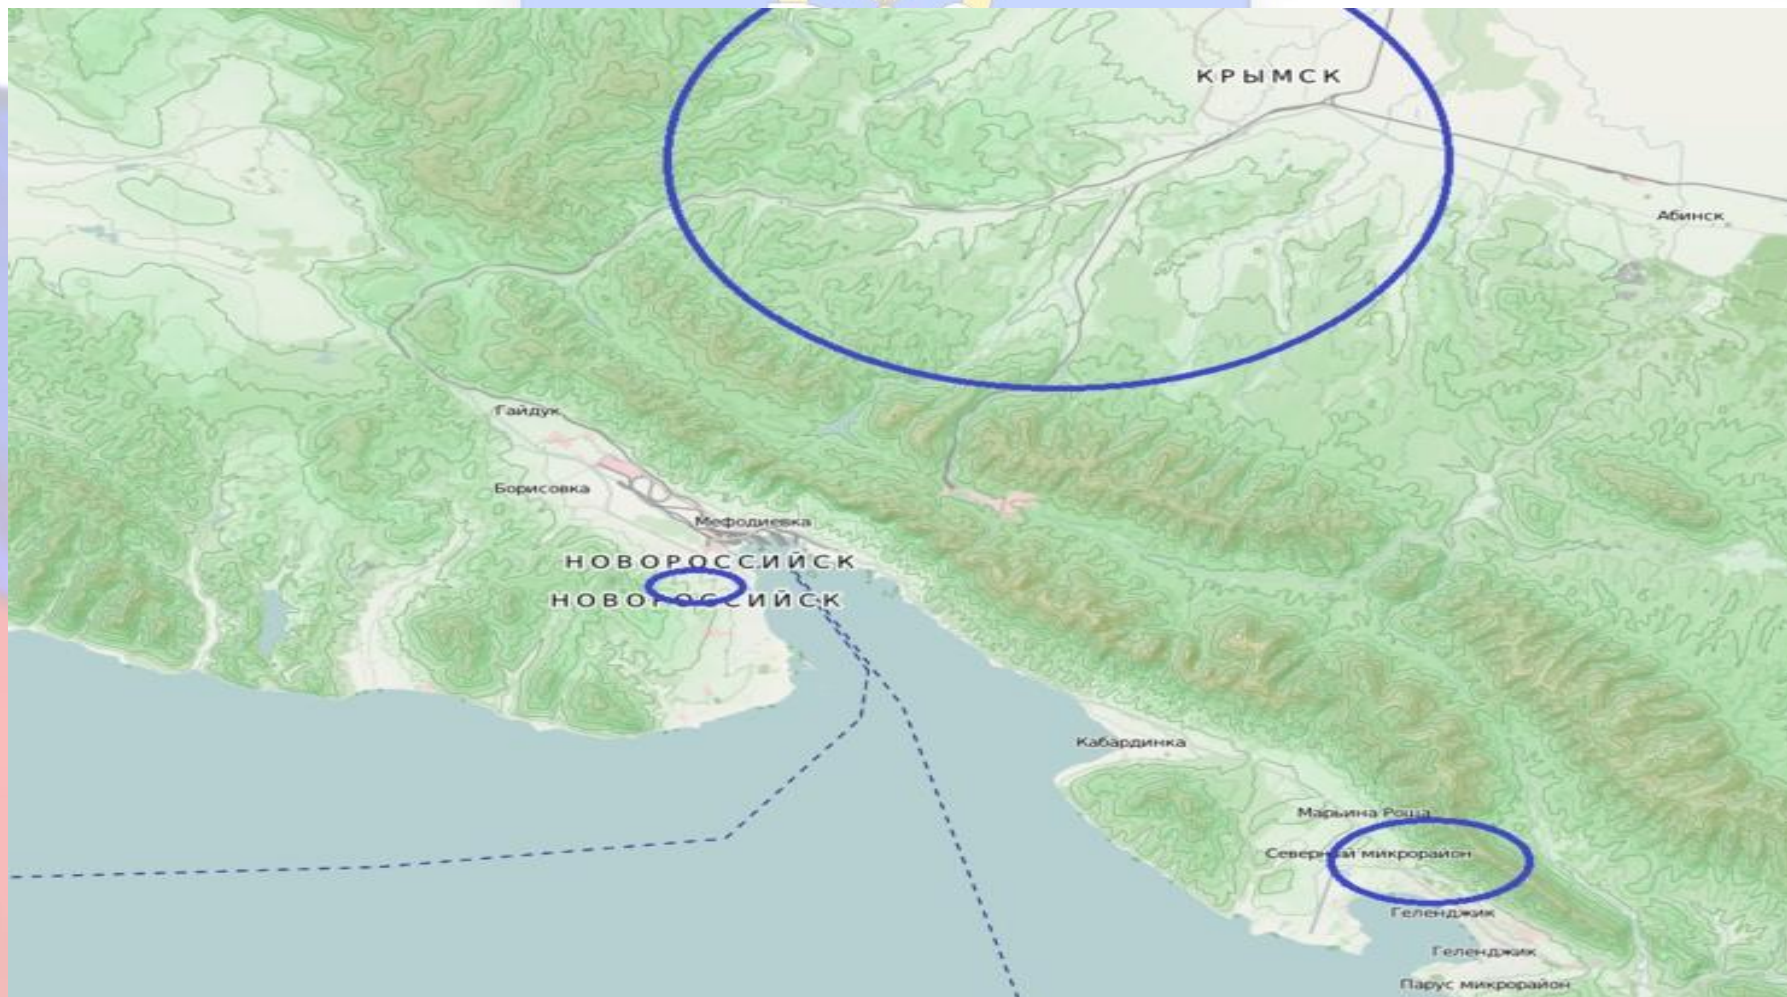 КРЫМСК
Абинск
Гайдук
Борисовка
Мефодиевка
НОВОРОССИЙСК
НОВОРОССИЙСК
Кабардинка
Марьина Роща
Северный микрорайон
Геленджик
Геленджик
Парус микрорайон